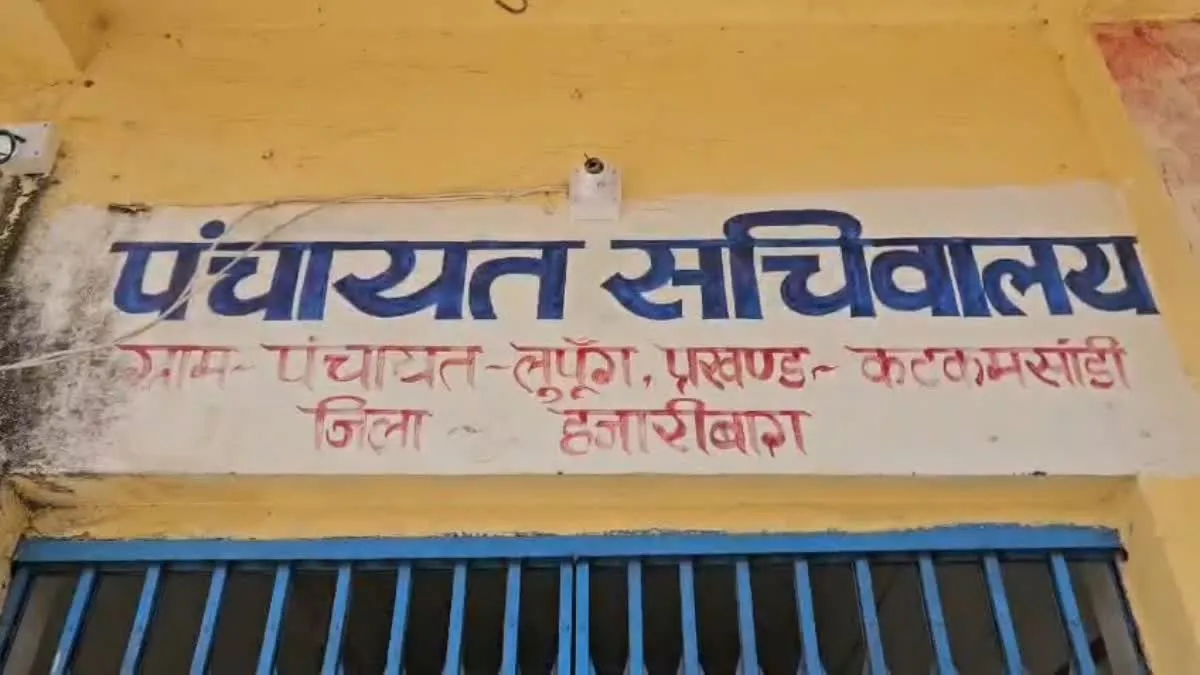 पंचायत सचिवालय
ग्राम- पंचायत-लुपुँग, प्रखण्ड- कटकमसांडी
जिला - हजारीबाग